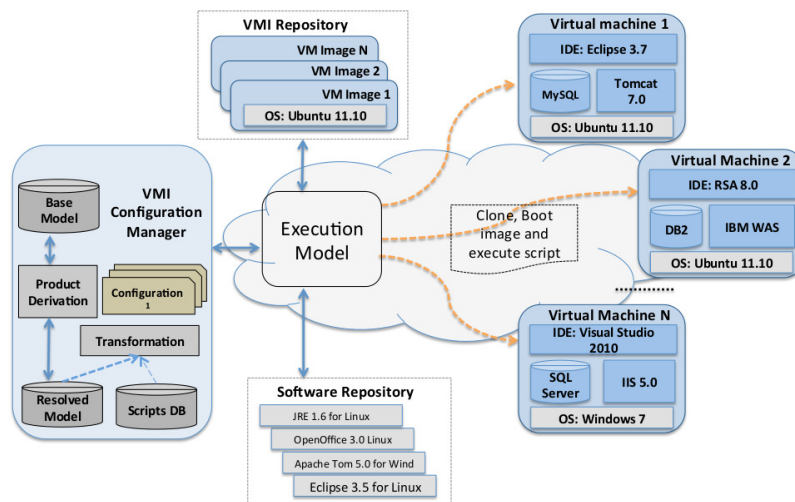 VMI Repository
VM Image N
VM Image 2
VM Image 1
OS: Ubuntu 11.10
Virtual machine 1
IDE: Eclipse 3.7
MySQL
Tomcat
7.0
OS: Ubuntu 11.10
VMI
Configuration
Manager
Base
Model
Product
Derivation
Configuration
1
Transformation
Resolved
Model
Scripts DB
Execution
Model
Clone, Boot
image and
execute script
Virtual Machine 2
IDE: RSA 8.0
DB2
IBM WAS
OS: Ubuntu 11.10
Virtual Machine N
IDE: Visual Studio
2010
SQL
Server
IIS 5.0
OS: Windows 7
Software Repository
JRE 1.6 for Linux
OpenOffice 3.0 Linux
Apache Tom 5.0 for Wind
Eclipse 3.5 for Linux